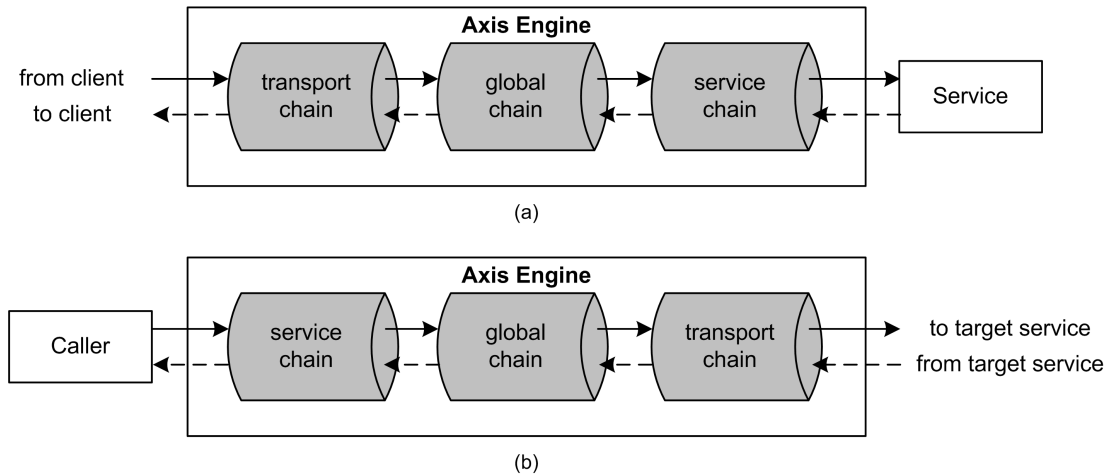 Axis Engine
from client
to client
transport
chain
global
chain
service
chain
Service
(a)
Axis Engine
Caller
service
chain
global
chain
transport
chain
to target service
from target service
(b)